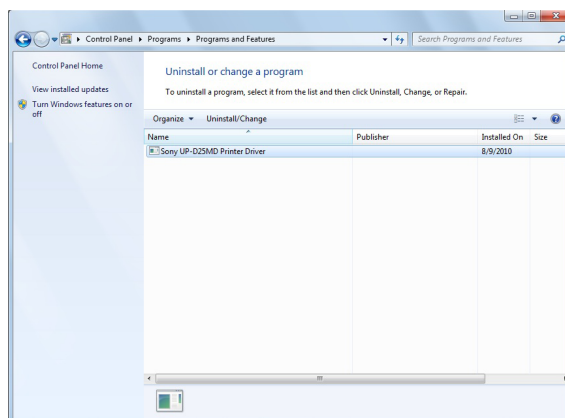 Control Panel ▸ Programs ▸ Programs and Features
Search Programs and Features
Control Panel Home
View installed updates
Turn Windows features on or
off
Uninstall or change a program
To uninstall a program, select it from the list and then click Uninstall, Change, or Repair.
Organize Uninstall/Change
Name Publisher Installed On Size
Sony UP-D25MD Printer Driver 8/9/2010